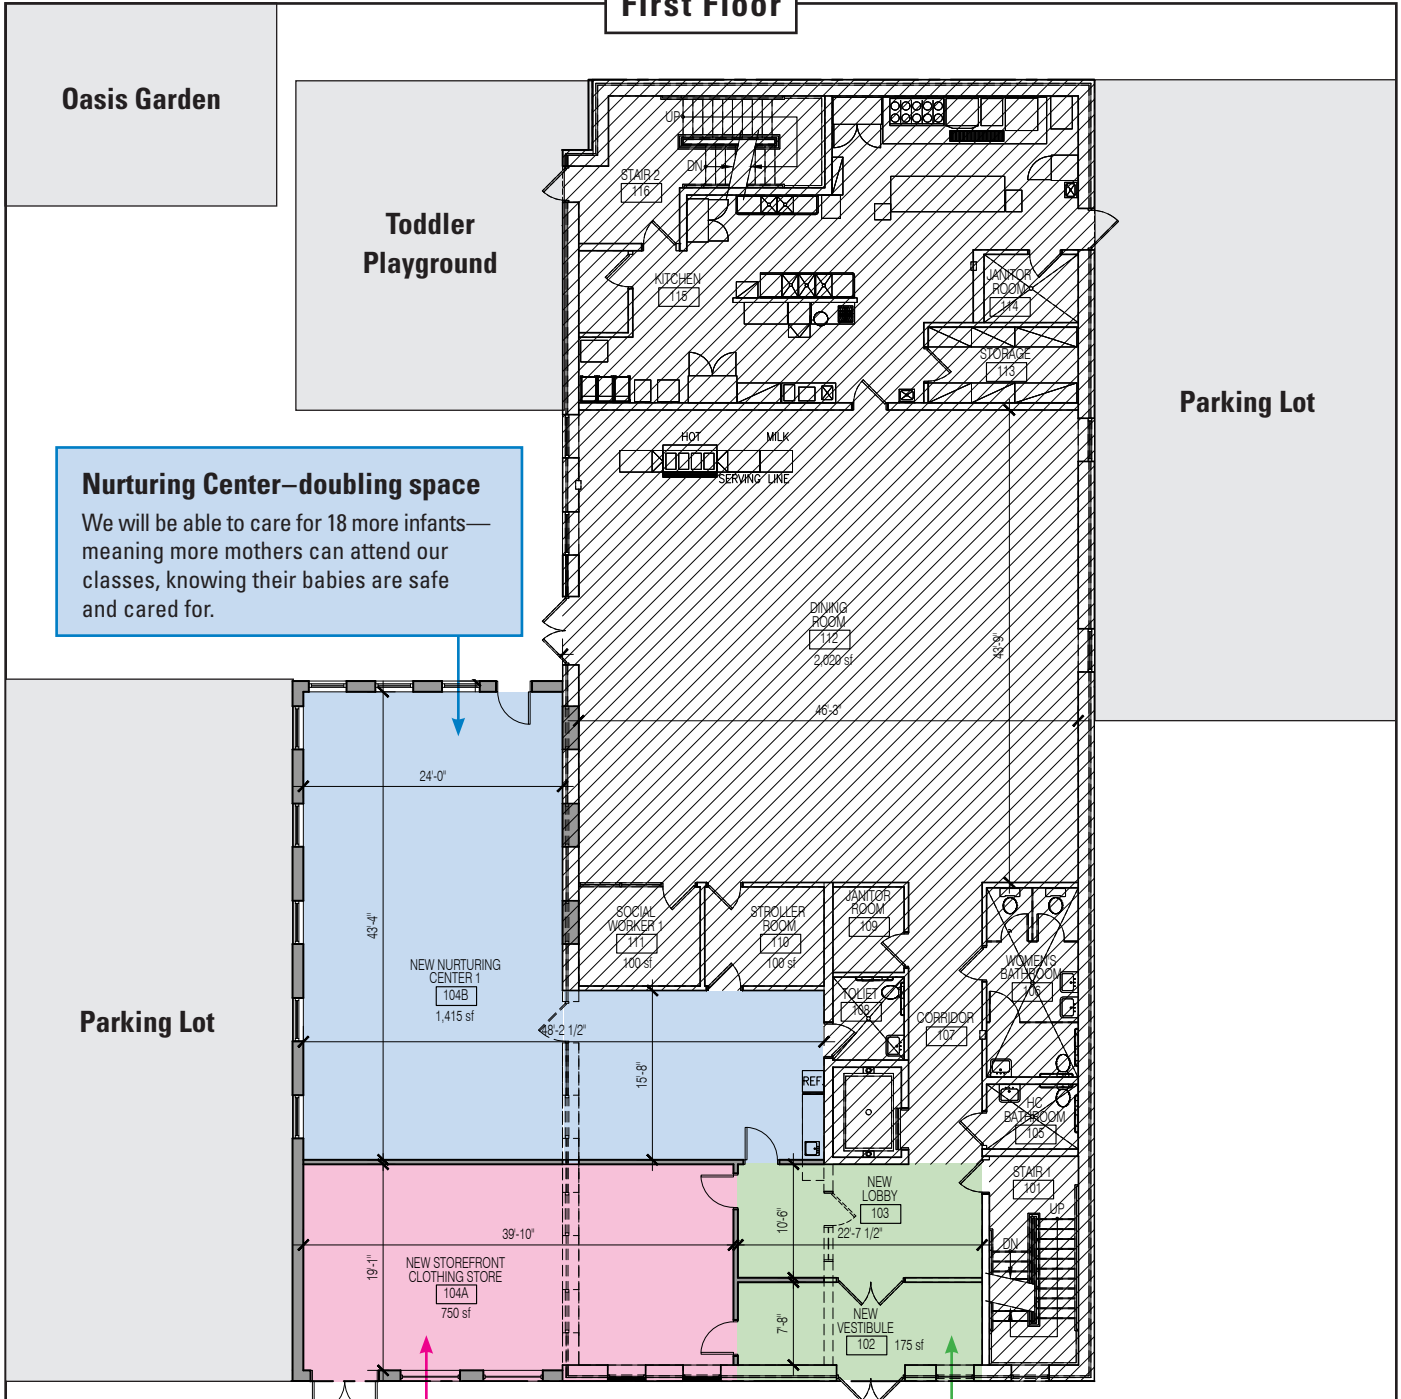 First Floor
Oasis Garden
Toddler
Playground
Parking Lot
UP
DN
STAIR 2
116
KITCHEN
115
JANITOR
ROOM
114
STORAGE
113
HOT
MILK
SERVING LINE
Nurturing Center–doubling space
We will be able to care for 18 more infants—
meaning more mothers can attend our
classes, knowing their babies are safe
and cared for.
DINING
ROOM
112
2,020 sf
43'-9"
46'-3"
24'-0"
43'-4"
Parking Lot
NEW NURTURING
CENTER 1
104B
1,415 sf
SOCIAL
WORKER 1
111
100 sf
STROLLER
ROOM
110
100 sf
JANITOR
ROOM
109
TOLIET
108
WOMEN'S
BATHROOM
106
CORRIDOR
107
48'-2 1/2"
15'-8"
REF.
HC
BATHROOM
105
STAIR 1
101
UP
DN
NEW
LOBBY
103
10'-6"
22'-7 1/2"
39'-10"
19'-1"
NEW STOREFRONT
CLOTHING STORE
104A
750 sf
7'-8"
NEW
VESTIBULE
102
175 sf